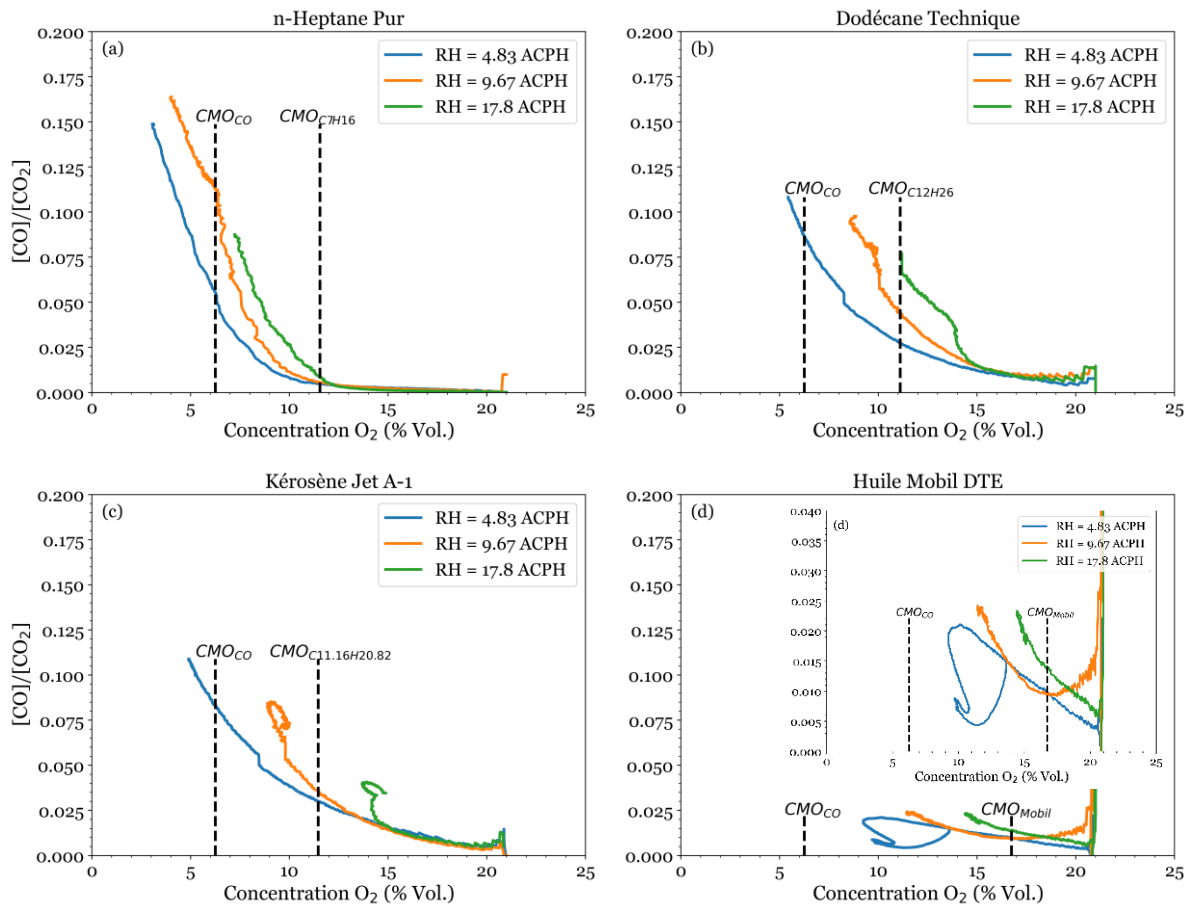 n-Heptane Pur
(a)
RH = 4.83 ACPH
RH = 9.67 ACPH
RH = 17.8 ACPH
CMO_CO
CMO_C7H16
0.200
0.175
0.150
0.125
0.100
0.075
0.050
0.025
0.000
[CO]/[CO₂]
0 5 10 15 20 25
Concentration O₂ (% Vol.)
Dodécane Technique
(b)
RH = 4.83 ACPH
RH = 9.67 ACPH
RH = 17.8 ACPH
CMO_CO
CMO_C12H26
0.200
0.175
0.150
0.125
0.100
0.075
0.050
0.025
0.000
0 5 10 15 20 25
Concentration O₂ (% Vol.)
Kérosène Jet A-1
(c)
RH = 4.83 ACPH
RH = 9.67 ACPH
RH = 17.8 ACPH
CMO_CO
CMO_C11.16H20.82
0.200
0.175
0.150
0.125
0.100
0.075
0.050
0.025
0.000
[CO]/[CO₂]
0 5 10 15 20 25
Concentration O₂ (% Vol.)
Huile Mobil DTE
(d)
0.200
0.175
0.150
0.125
0.100
0.075
0.050
0.025
0.000
(d)
RH = 4.83 ACPH
RH = 9.67 ACPH
RH = 17.8 ACPH
0.040
0.035
0.030
0.025
0.020
0.015
0.010
0.005
0.000
CMO_CO
CMO_Mobil
0 5 10 15 20 25
Concentration O₂ (% Vol.)
CMO_CO
CMO_Mobil
0 5 10 15 20 25
Concentration O₂ (% Vol.)